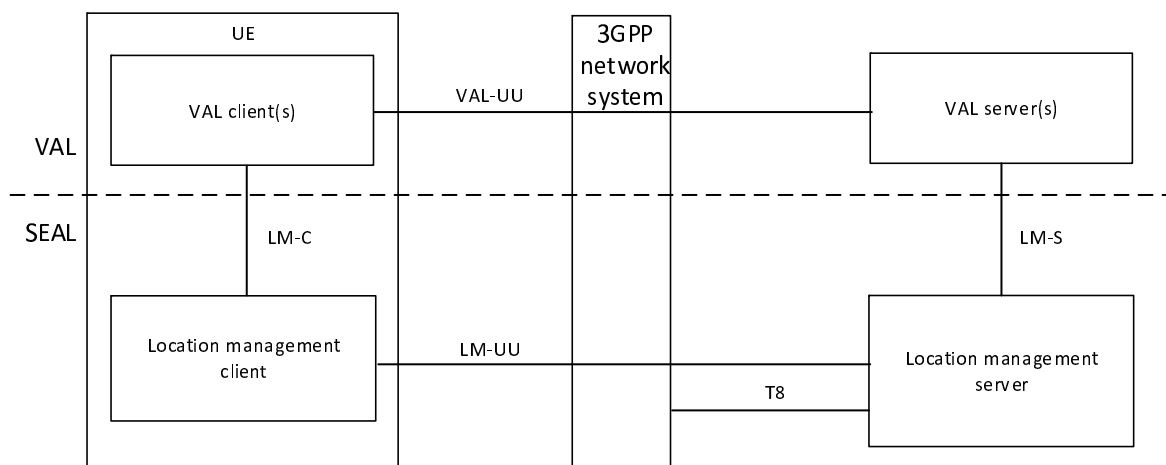 UE
3GPP
network
system
VAL client(s)
VAL-UU
VAL server(s)
VAL
SEAL
LM-C
LM-S
Location management
client
LM-UU
Location management
server
T8